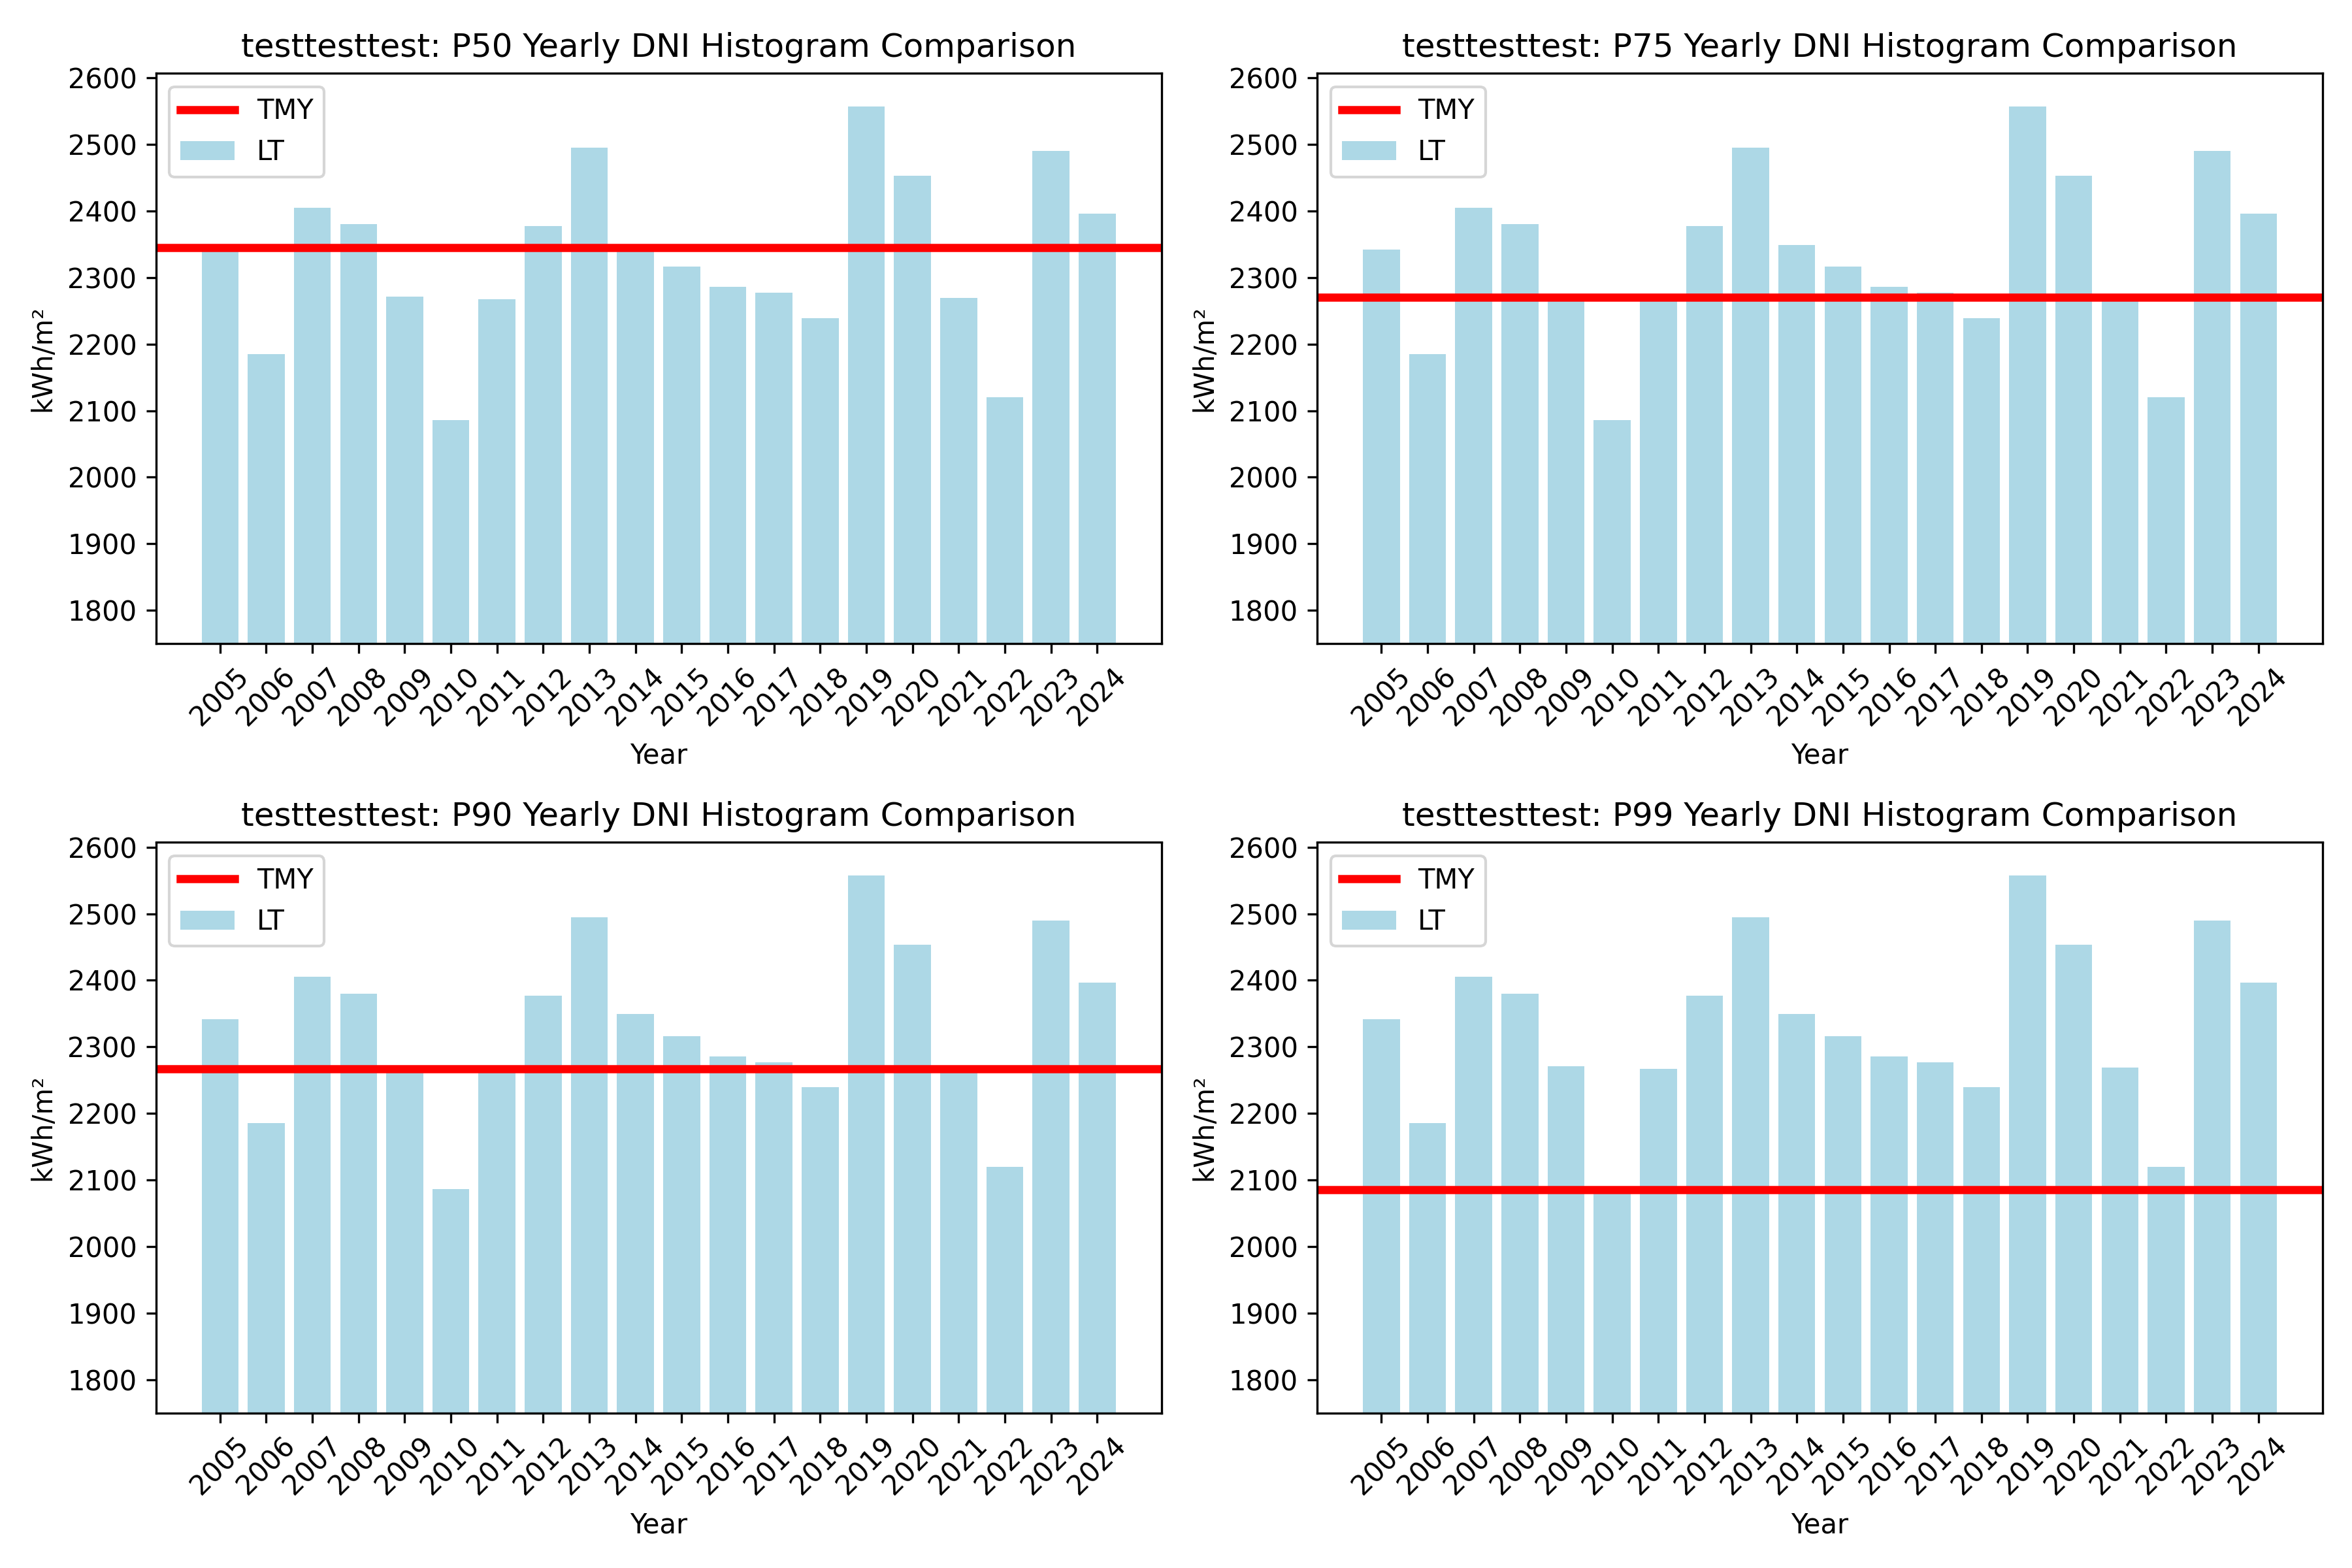 testtesttest: P50 Yearly DNI Histogram Comparison
2600
2500
2400
2300
2200
2100
2000
1900
1800
kWh/m²
TMY
LT
2005 2006 2007 2008 2009 2010 2011 2012 2013 2014 2015 2016 2017 2018 2019 2020 2021 2022 2023 2024
Year
testtesttest: P75 Yearly DNI Histogram Comparison
2600
2500
2400
2300
2200
2100
2000
1900
1800
kWh/m²
TMY
LT
2005 2006 2007 2008 2009 2010 2011 2012 2013 2014 2015 2016 2017 2018 2019 2020 2021 2022 2023 2024
Year
testtesttest: P90 Yearly DNI Histogram Comparison
2600
2500
2400
2300
2200
2100
2000
1900
1800
kWh/m²
TMY
LT
2005 2006 2007 2008 2009 2010 2011 2012 2013 2014 2015 2016 2017 2018 2019 2020 2021 2022 2023 2024
Year
testtesttest: P99 Yearly DNI Histogram Comparison
2600
2500
2400
2300
2200
2100
2000
1900
1800
kWh/m²
TMY
LT
2005 2006 2007 2008 2009 2010 2011 2012 2013 2014 2015 2016 2017 2018 2019 2020 2021 2022 2023 2024
Year